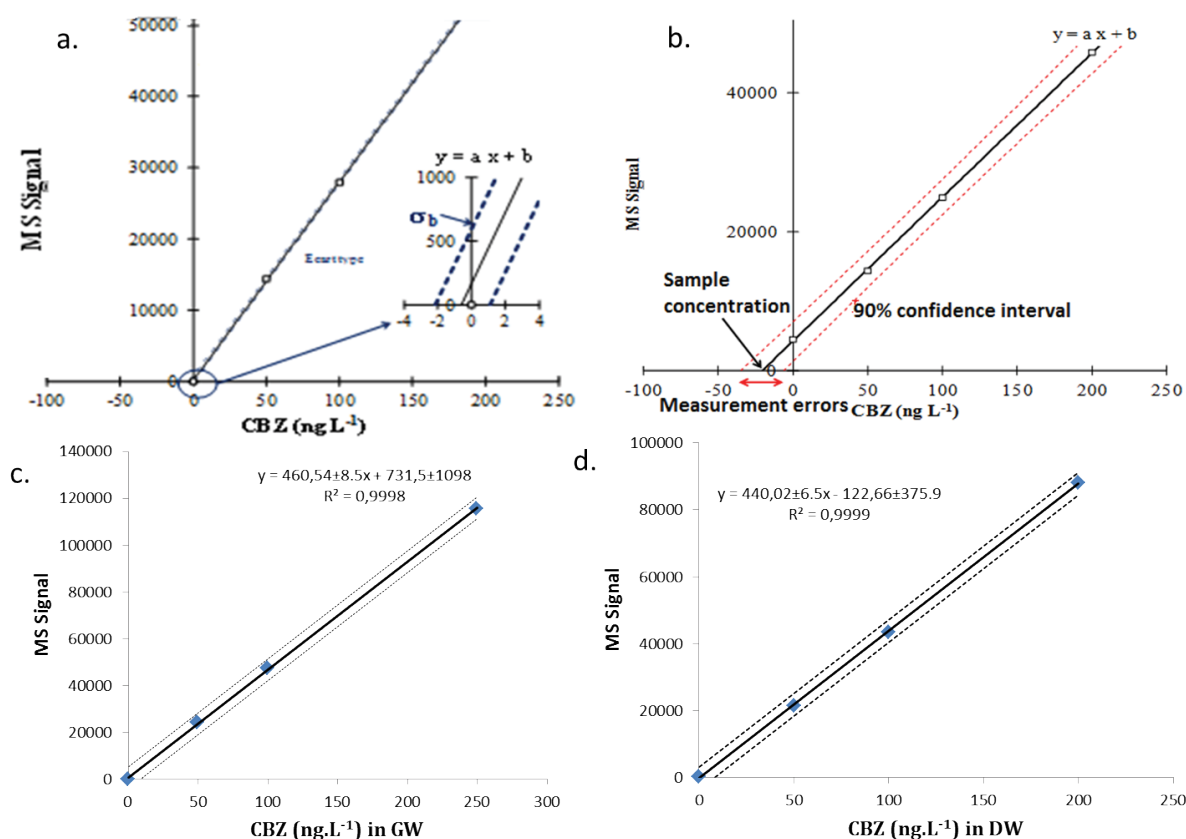 a.
50000
40000
30000
20000
10000
0
MS Signal
-100
-50
0
50
100
150
200
250
CBZ (ng L-1)
y = a x + b
1000
σb
500
0
-4
-2
0
2
4
b.
y = a x + b
40000
20000
0
MS Signal
Sample
concentration
90% confidence interval
Measurement errors
-100
-50
0
50
100
150
200
250
CBZ (ng L-1)
c.
140000
120000
100000
80000
60000
40000
20000
0
MS Signal
y = 460,54±8.5x + 731,5±1098
R² = 0,9998
0
50
100
150
200
250
300
CBZ (ng.L-1) in GW
d.
100000
80000
60000
40000
20000
0
MS Signal
y = 440,02±6.5x - 122,66±375.9
R² = 0,9999
0
50
100
150
200
250
CBZ (ng.L-1) in DW